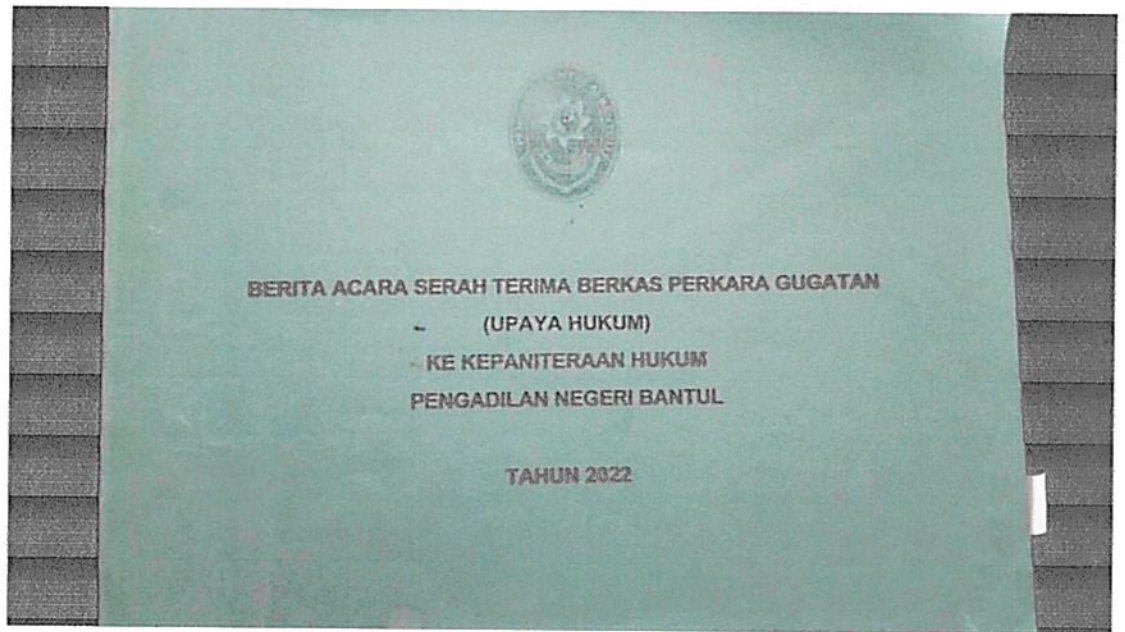 BERITA ACARA SERAH TERIMA BERKAS PERKARA GUGATAN
(UPAYA HUKUM)
KE KEPANITERAAN HUKUM
PENGADILAN NEGERI BANTUL
TAHUN 2022